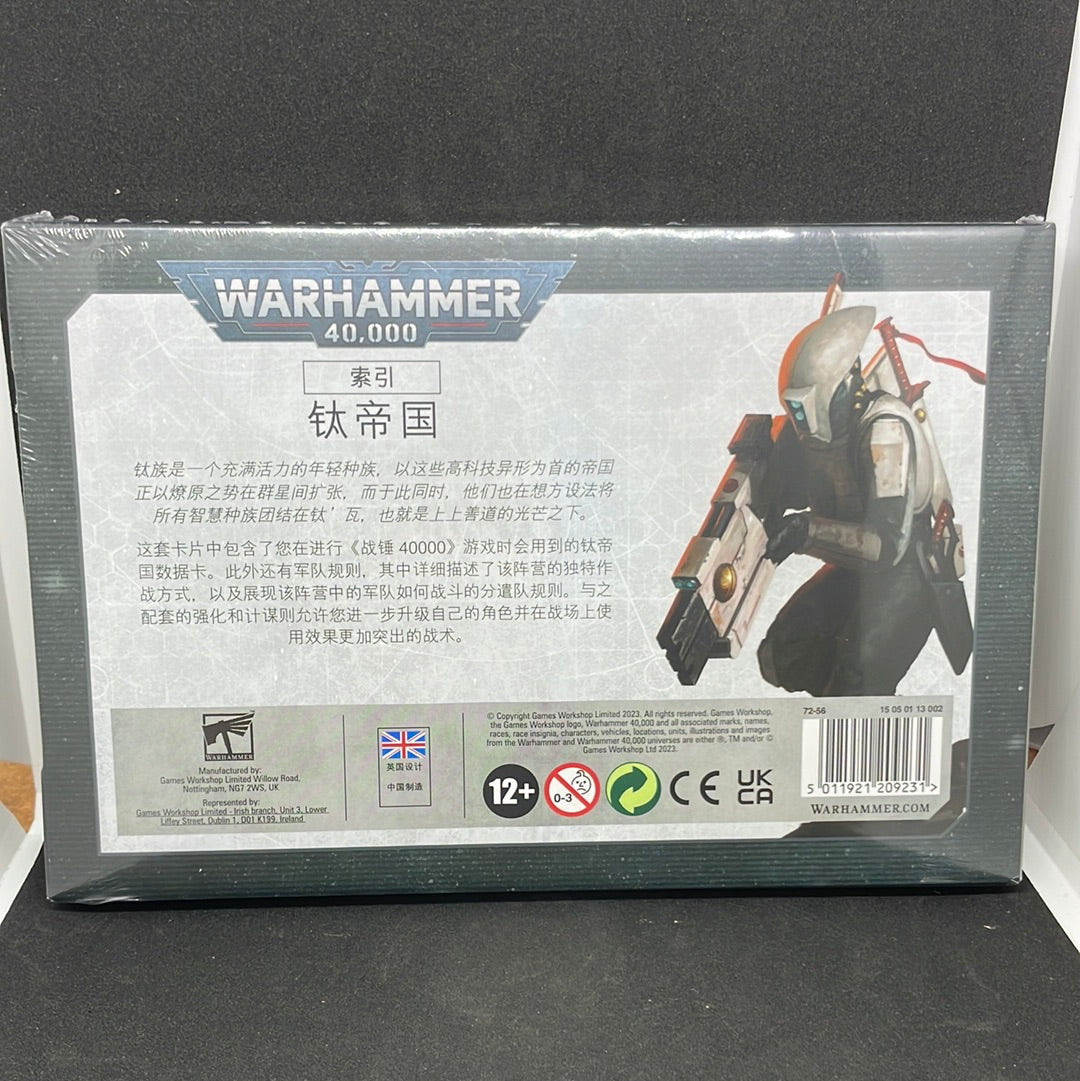 WARHAMMER
40,000
索引
钛帝国
钛族是一个充满活力的年轻种族，以这些高科技异形为首的帝国
正以燎原之势在群星间扩张，而于此同时，他们也在想方设法将
所有智慧种族团结在钛’瓦，也就是上上善道的光芒之下。
这套卡片中包含了您在进行《战锤 40000》游戏时会用到的钛帝
国数据卡。此外还有军队规则，其中详细描述了该阵营的独特作
战方式，以及展现该阵营中的军队如何战斗的分遣队规则。与之
配套的强化和计谋则允许您进一步升级自己的角色并在战场上使
用效果更加突出的战术。
WARHAMMER
Manufactured by:
Games Workshop Limited Willow Road,
Nottingham, NG7 2WS, UK
Represented by:
Games Workshop Limited - Irish branch, Unit 3, Lower
Liffey Street, Dublin 1, D01 K199, Ireland
英国设计
中国制造
© Copyright Games Workshop Limited 2023. All rights reserved. Games Workshop,
the Games Workshop logo, Warhammer 40,000 and all associated marks, names,
races, race insignia, characters, vehicles, locations, units, illustrations and images
from the Warhammer and Warhammer 40,000 universes are either ®, TM and/or ©
Games Workshop Ltd 2023.
12+
0-3
CE
UK
CA
72-56
15 05 01 13 002
5 011921 209231 >
WARHAMMER.COM